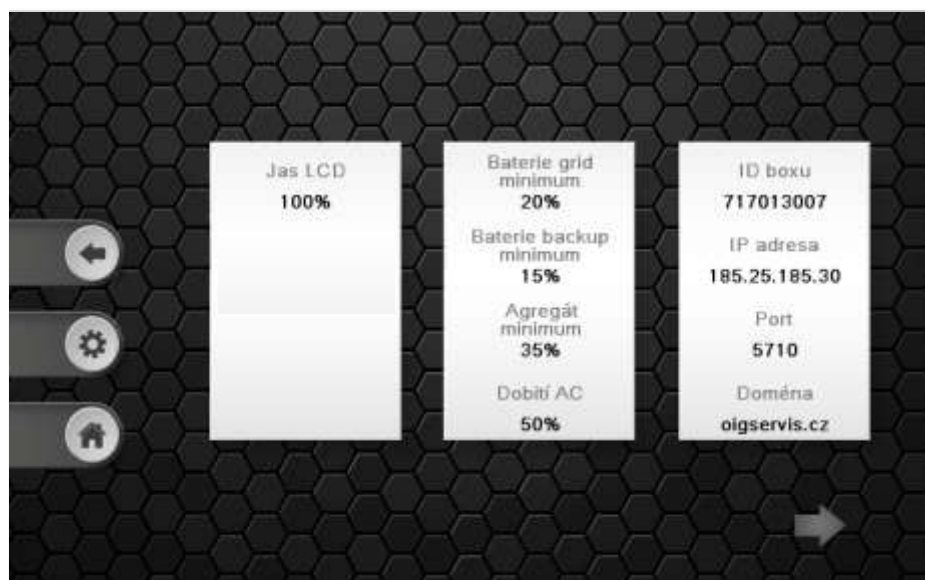 Jas LCD
100%
Baterie grid
minimum
20%
Baterie backup
minimum
15%
Agregát
minimum
35%
Dobití AC
50%
ID boxu
717013007
IP adresa
185.25.185.30
Port
5710
Doména
oigservis.cz